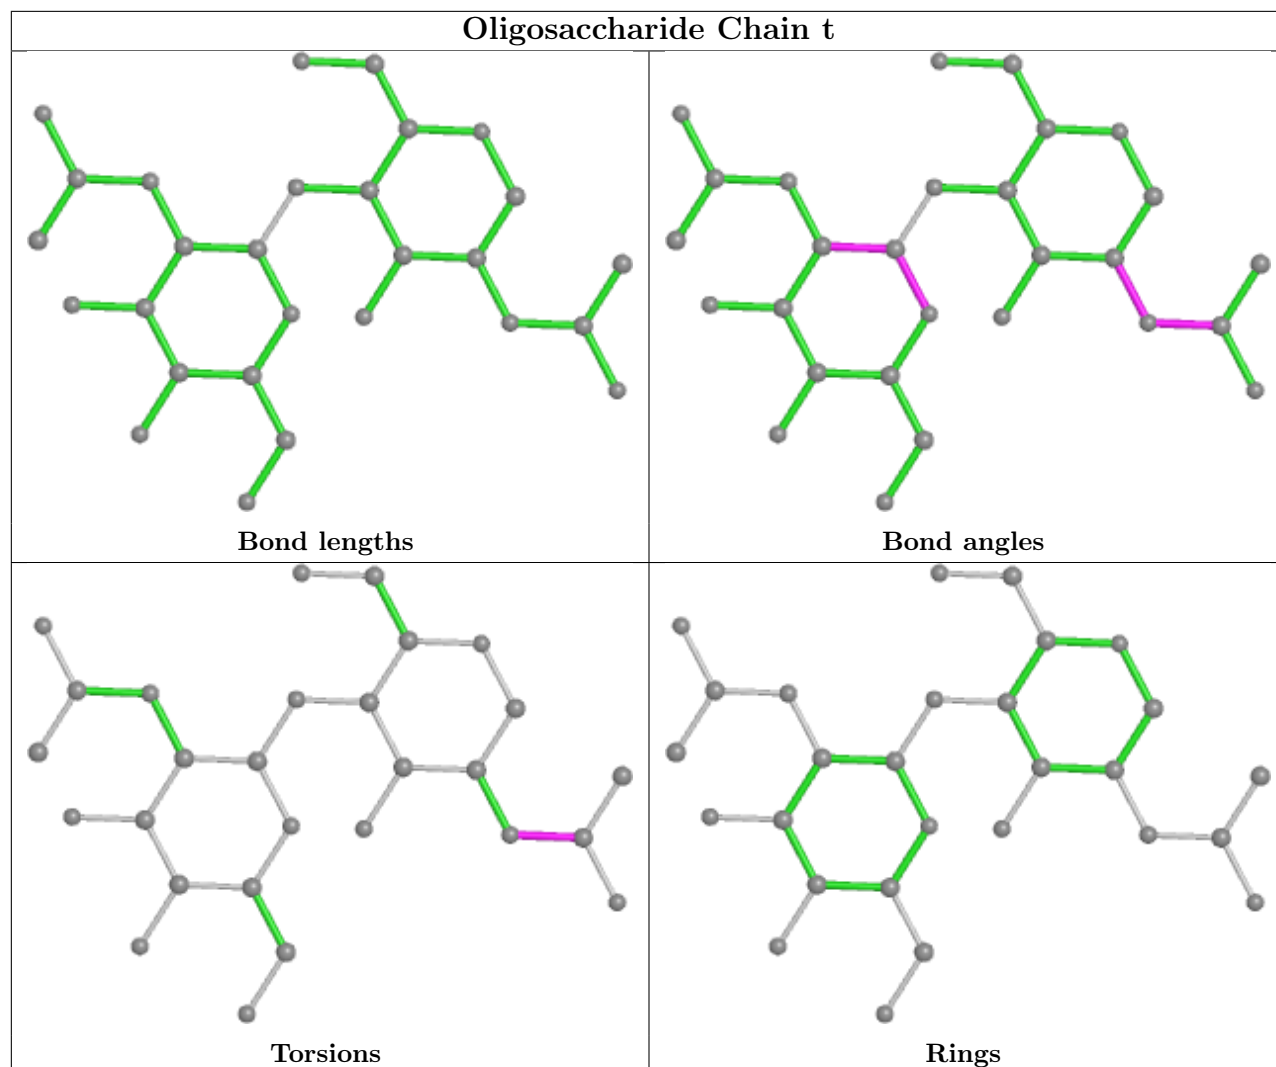 Oligosaccharide Chain t
Bond lengths
Bond angles
Torsions
Rings